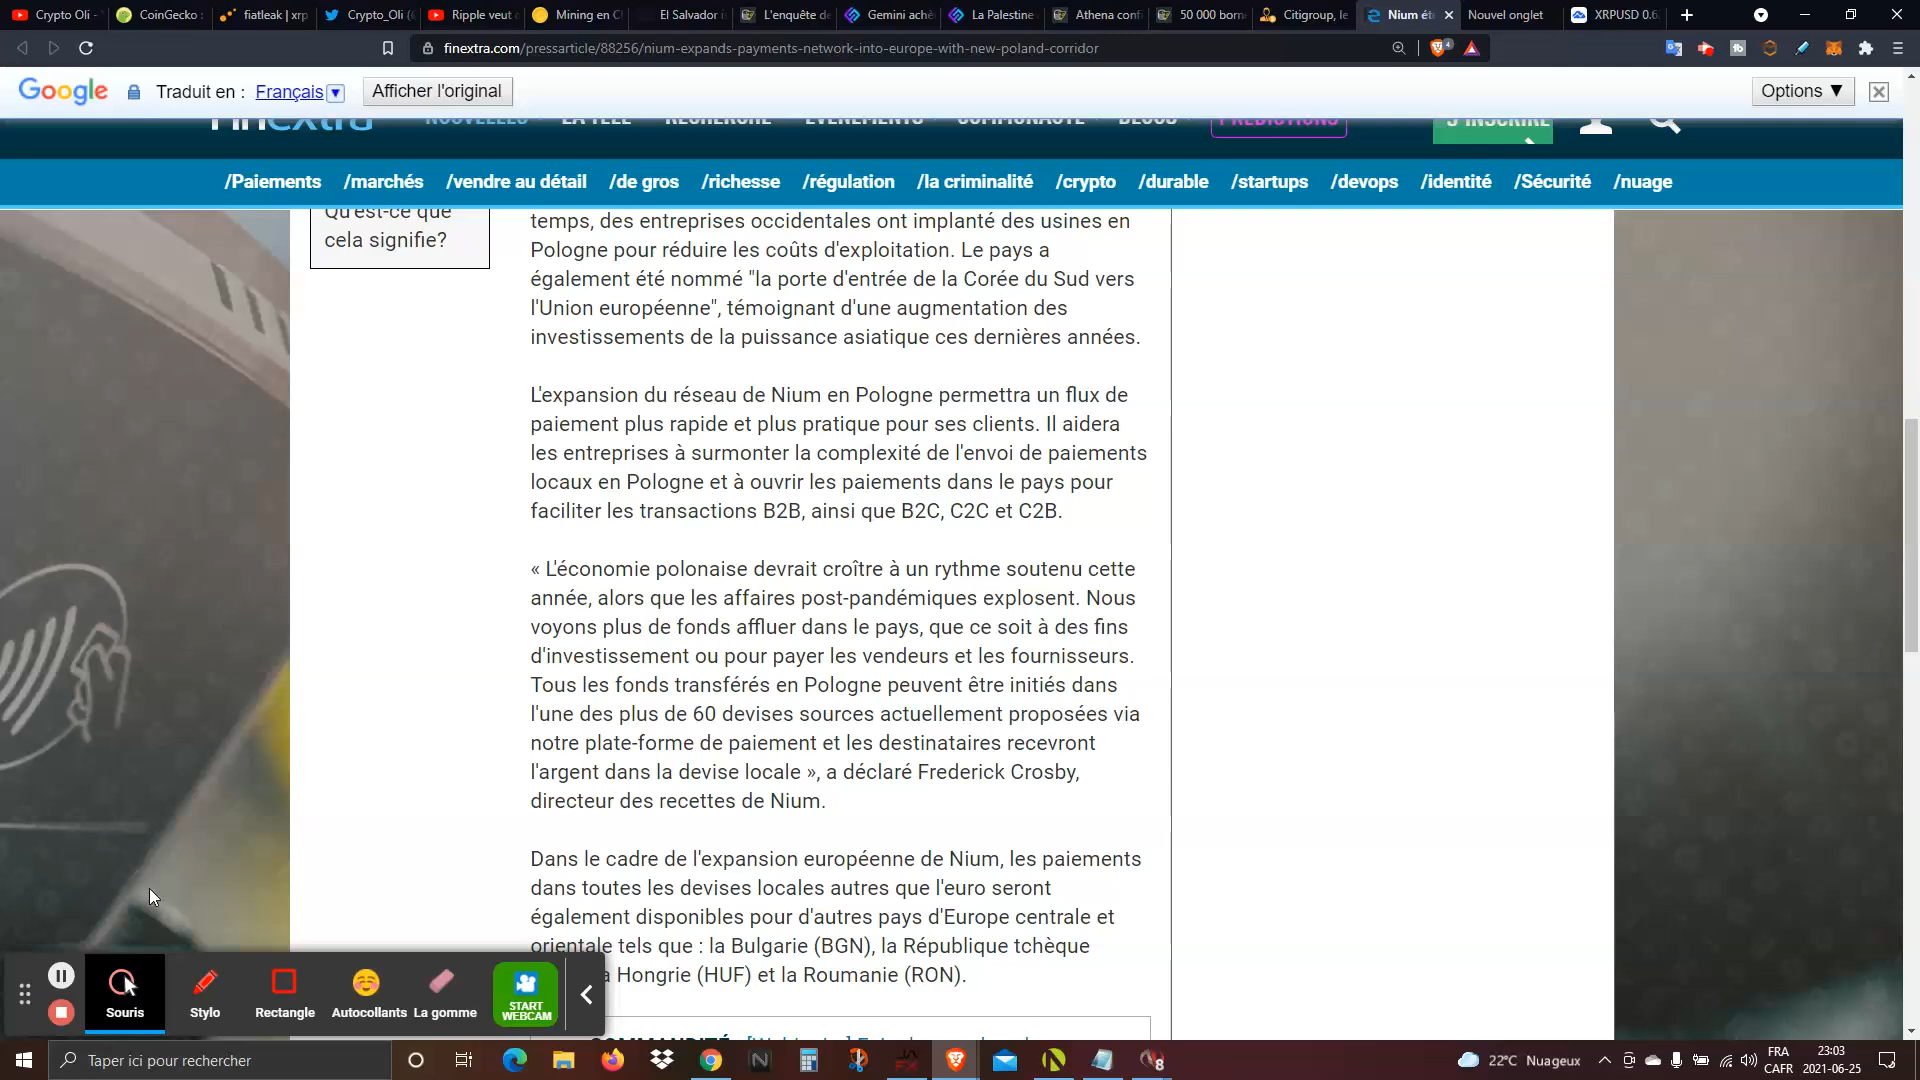 Crypto Oli -
CoinGecko :
fiatleak | xrp
Crypto_Oli (
Ripple veut
Mining en C
El Salvador i
L'enquête de
Gemini achè
La Palestine
Athena conf
50 000 born
Citigroup, le
Nium ét
Nouvel onglet
XRPUSD 0.6
finextra.com/pressarticle/88256/nium-expands-payments-network-into-europe-with-new-poland-corridor
Google
Traduit en :
Français
Afficher l'original
Options ▼
Finextra
NOUVELLES
LA TÉLÉ
RECHERCHE
ÉVÉNEMENTS
COMMUNAUTÉ
BLOGS
PRÉDICTIONS
S'INSCRIRE
/Paiements
/marchés
/vendre au détail
/de gros
/richesse
/régulation
/la criminalité
/crypto
/durable
/startups
/devops
/identité
/Sécurité
/nuage
Qu'est-ce que
cela signifie?
temps, des entreprises occidentales ont implanté des usines en
Pologne pour réduire les coûts d'exploitation. Le pays a
également été nommé "la porte d'entrée de la Corée du Sud vers
l'Union européenne", témoignant d'une augmentation des
investissements de la puissance asiatique ces dernières années.
L'expansion du réseau de Nium en Pologne permettra un flux de
paiement plus rapide et plus pratique pour ses clients. Il aidera
les entreprises à surmonter la complexité de l'envoi de paiements
locaux en Pologne et à ouvrir les paiements dans le pays pour
faciliter les transactions B2B, ainsi que B2C, C2C et C2B.
« L'économie polonaise devrait croître à un rythme soutenu cette
année, alors que les affaires post-pandémiques explosent. Nous
voyons plus de fonds affluer dans le pays, que ce soit à des fins
d'investissement ou pour payer les vendeurs et les fournisseurs.
Tous les fonds transférés en Pologne peuvent être initiés dans
l'une des plus de 60 devises sources actuellement proposées via
notre plate-forme de paiement et les destinataires recevront
l'argent dans la devise locale », a déclaré Frederick Crosby,
directeur des recettes de Nium.
Dans le cadre de l'expansion européenne de Nium, les paiements
dans toutes les devises locales autres que l'euro seront
également disponibles pour d'autres pays d'Europe centrale et
orientale tels que : la Bulgarie (BGN), la République tchèque
a Hongrie (HUF) et la Roumanie (RON).
COMMANDITÉ
Souris
Stylo
Rectangle
Autocollants
La gomme
START
WEBCAM
Taper ici pour rechercher
22°C Nuageux
FRA
CAFR
23:03
2021-06-25